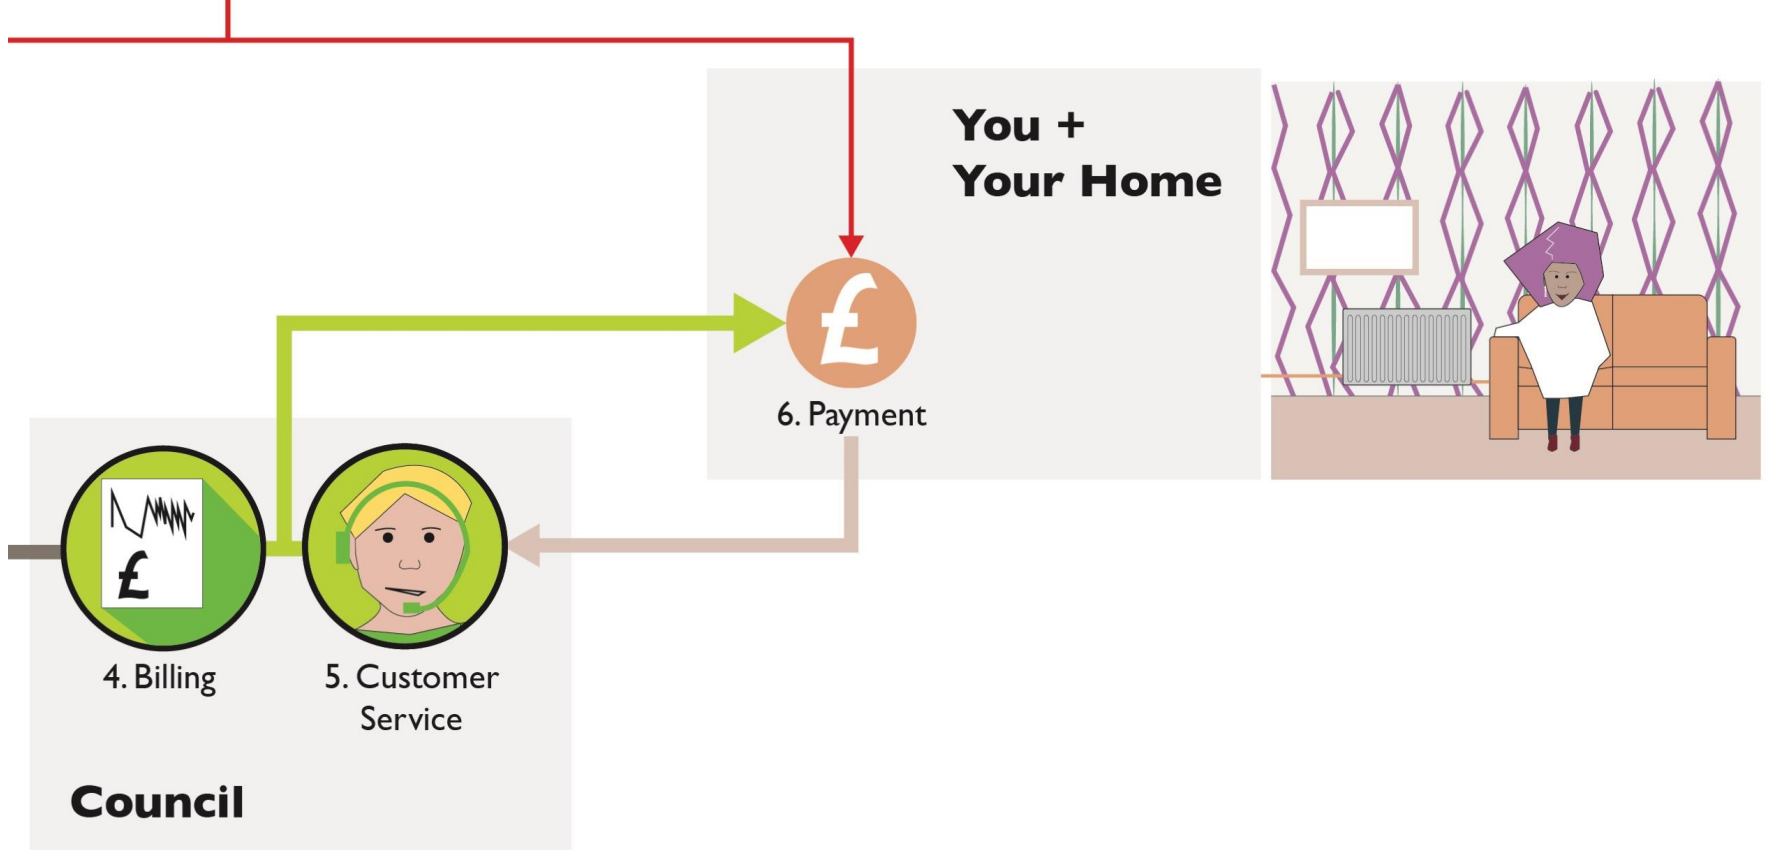 You +
Your Home
£
6. Payment
£
4. Billing
5. Customer
Service
Council